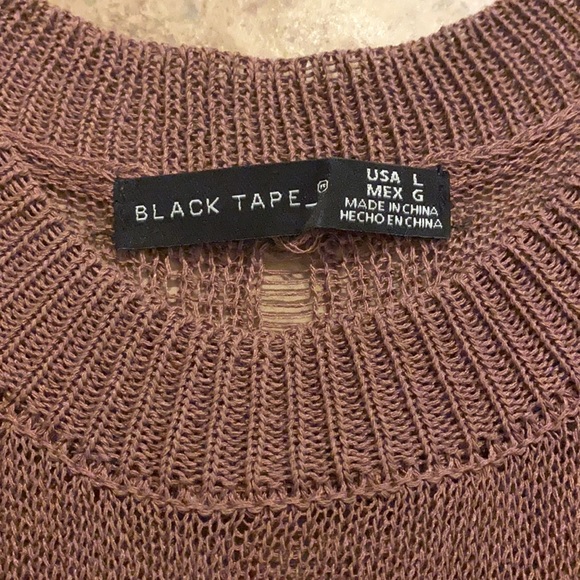 BLACK TAPE_®
USA L
MEX G
MADE IN CHINA
HECHO EN CHINA